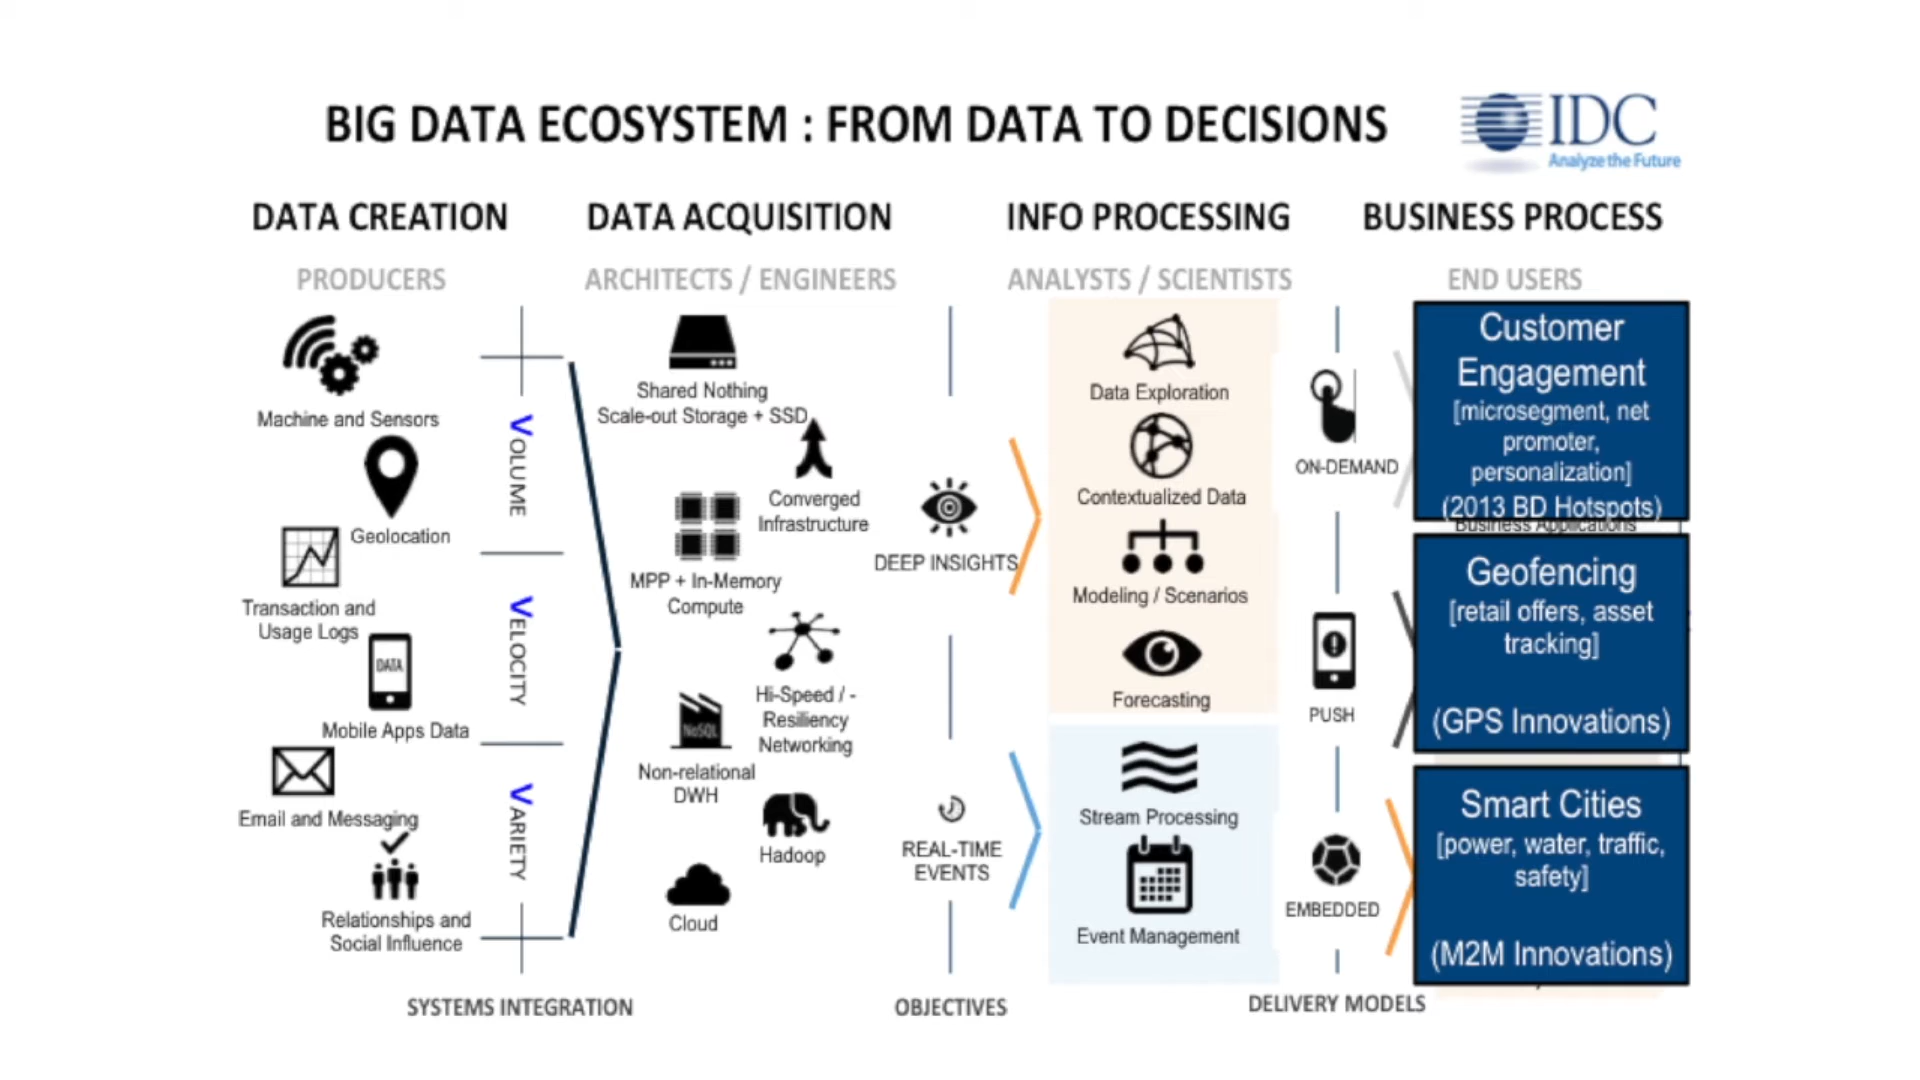 BIG DATA ECOSYSTEM : FROM DATA TO DECISIONS
IDC
Analyze the Future
DATA CREATION
DATA ACQUISITION
INFO PROCESSING
BUSINESS PROCESS
PRODUCERS
ARCHITECTS / ENGINEERS
ANALYSTS / SCIENTISTS
END USERS
Machine and Sensors
Geolocation
Transaction and
Usage Logs
DATA
Mobile Apps Data
Email and Messaging
Relationships and
Social Influence
VOLUME
VELOCITY
VARIETY
SYSTEMS INTEGRATION
Shared Nothing
Scale-out Storage + SSD
Converged
Infrastructure
MPP + In-Memory
Compute
Hi-Speed / -
Resiliency
Networking
NoSQL
Non-relational
DWH
Hadoop
Cloud
DEEP INSIGHTS
REAL-TIME
EVENTS
OBJECTIVES
Data Exploration
Contextualized Data
Modeling / Scenarios
Forecasting
Stream Processing
Event Management
ON-DEMAND
PUSH
EMBEDDED
DELIVERY MODELS
Customer
Engagement
[microsegment, net
promoter,
personalization]
(2013 BD Hotspots)
Business Applications
Geofencing
[retail offers, asset
tracking]
(GPS Innovations)
Smart Cities
[power, water, traffic,
safety]
(M2M Innovations)